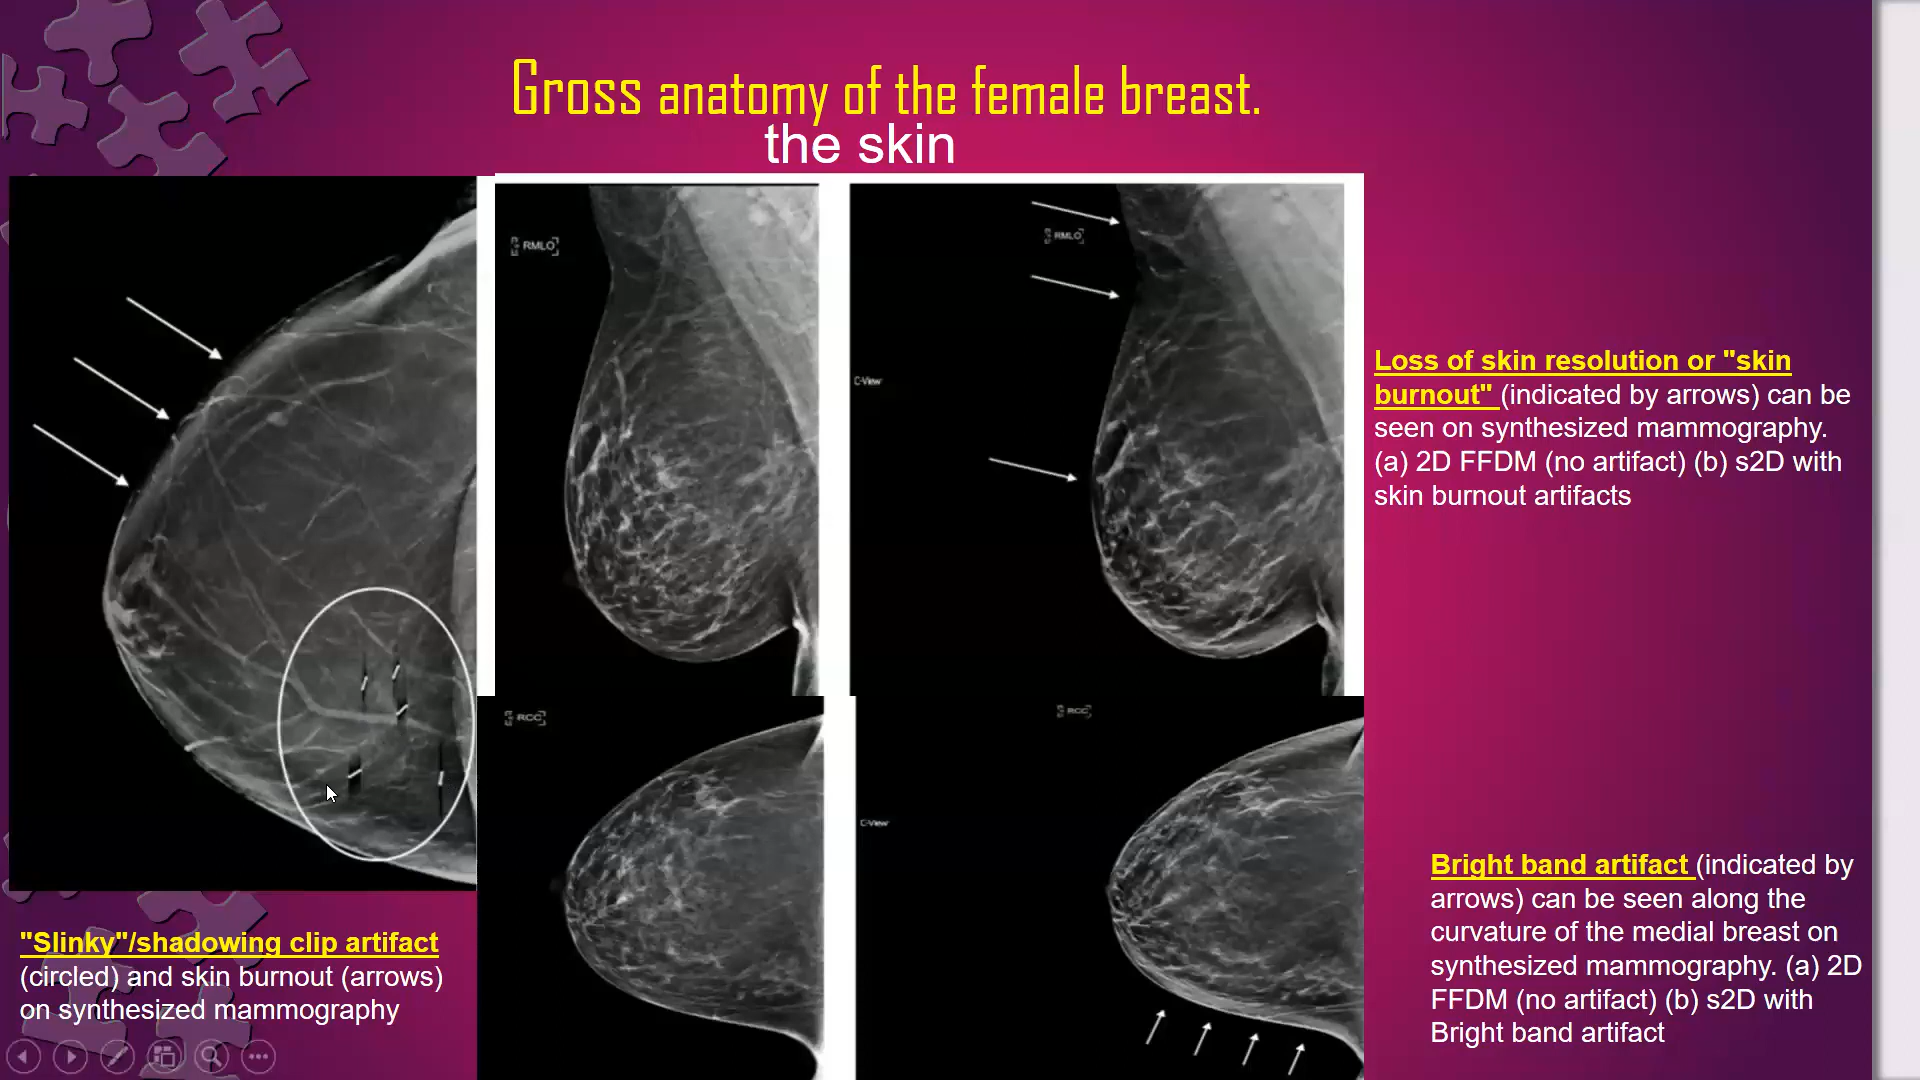 Gross anatomy of the female breast.
the skin
RMLO
RMLO
C-View
Loss of skin resolution or "skin
burnout" (indicated by arrows) can be
seen on synthesized mammography.
(a) 2D FFDM (no artifact) (b) s2D with
skin burnout artifacts
RCC
RCC
C-View
Bright band artifact (indicated by
arrows) can be seen along the
curvature of the medial breast on
synthesized mammography. (a) 2D
FFDM (no artifact) (b) s2D with
Bright band artifact
"Slinky"/shadowing clip artifact
(circled) and skin burnout (arrows)
on synthesized mammography